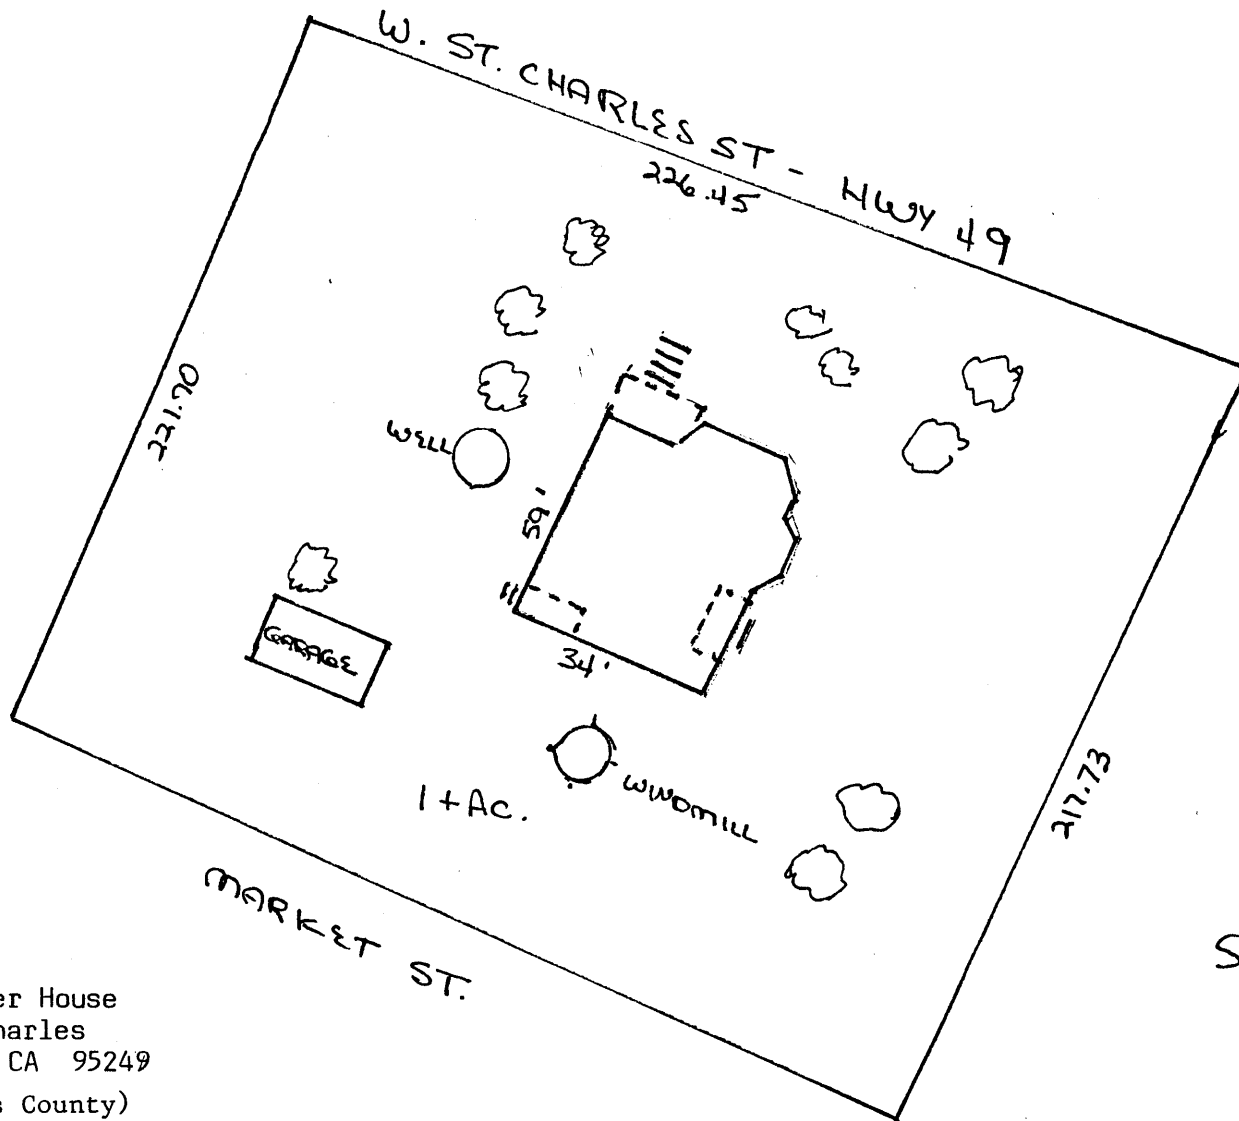 W. ST. CHARLES ST - HWY 49
226.45
221.70
WELL
59'
GARAGE
34'
WINDMILL
217.73
1+AC.
MARKET ST.
S
er House
harles
CA 95249
s County)